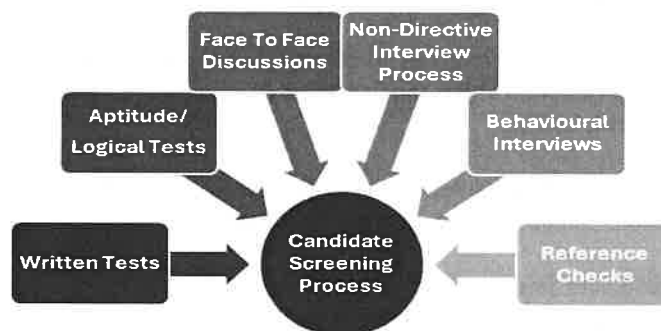 Face To Face
Discussions
Non-Directive
Interview
Process
Aptitude/
Logical Tests
Behavioural
Interviews
Written Tests
Candidate
Screening
Process
Reference
Checks